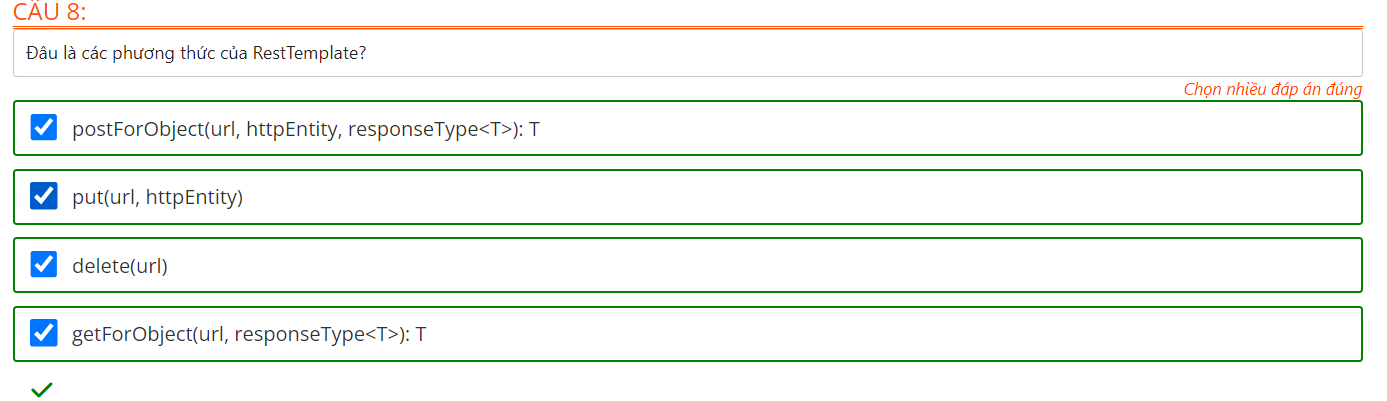 CÂU 8:
Đâu là các phương thức của RestTemplate?
Chọn nhiều đáp án đúng
postForObject(url, httpEntity, responseType<T>): T
put(url, httpEntity)
delete(url)
getForObject(url, responseType<T>): T